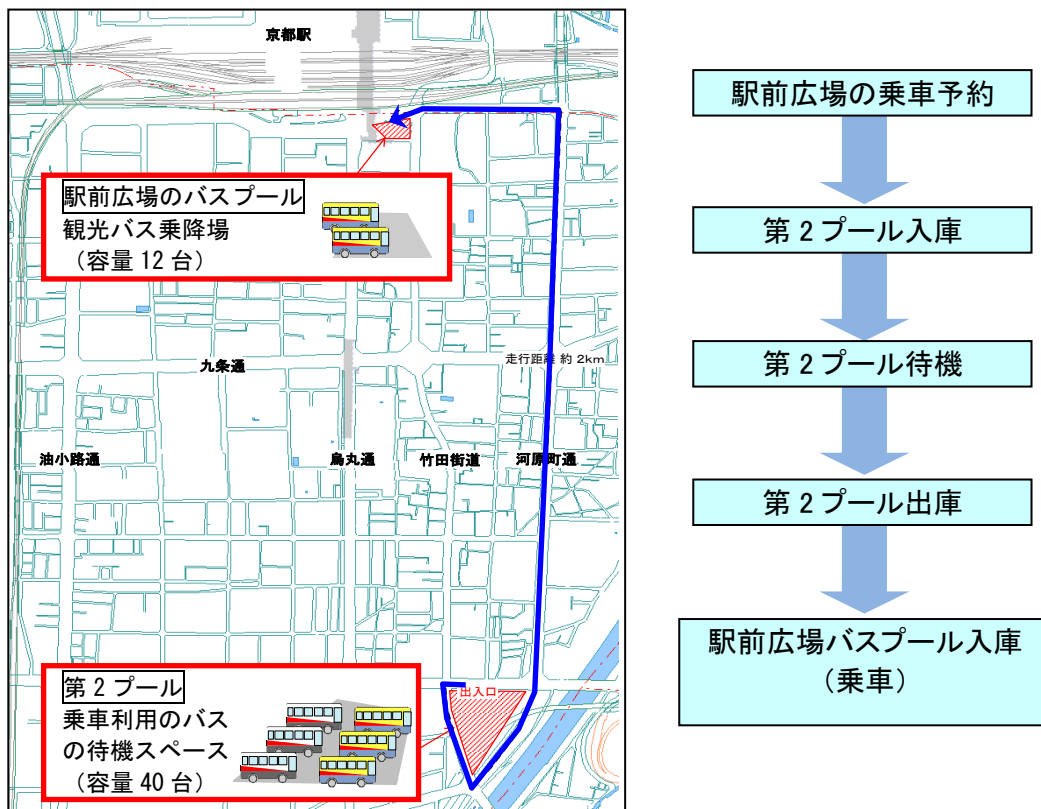 京都駅
駅前広場のバスプール
観光バス乗降場
（容量 12 台）
走行距離 約 2km
九条通
油小路通
烏丸通
竹田街道
河原町通
出入口
第 2 プール
乗車利用のバス
の待機スペース
（容量 40 台）
駅前広場の乗車予約
第 2 プール入庫
第 2 プール待機
第 2 プール出庫
駅前広場バスプール入庫
（乗車）